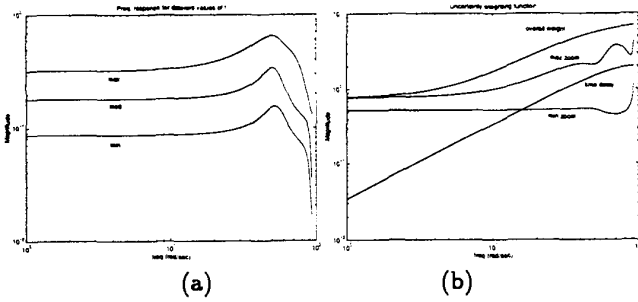 Freq. response for different values of f
max
med
min
Magnitude
freq (rad/sec)
(a)
Uncertainty weighting function
overall weight
max zoom
time delay
min zoom
Magnitude
freq (rad/sec)
(b)